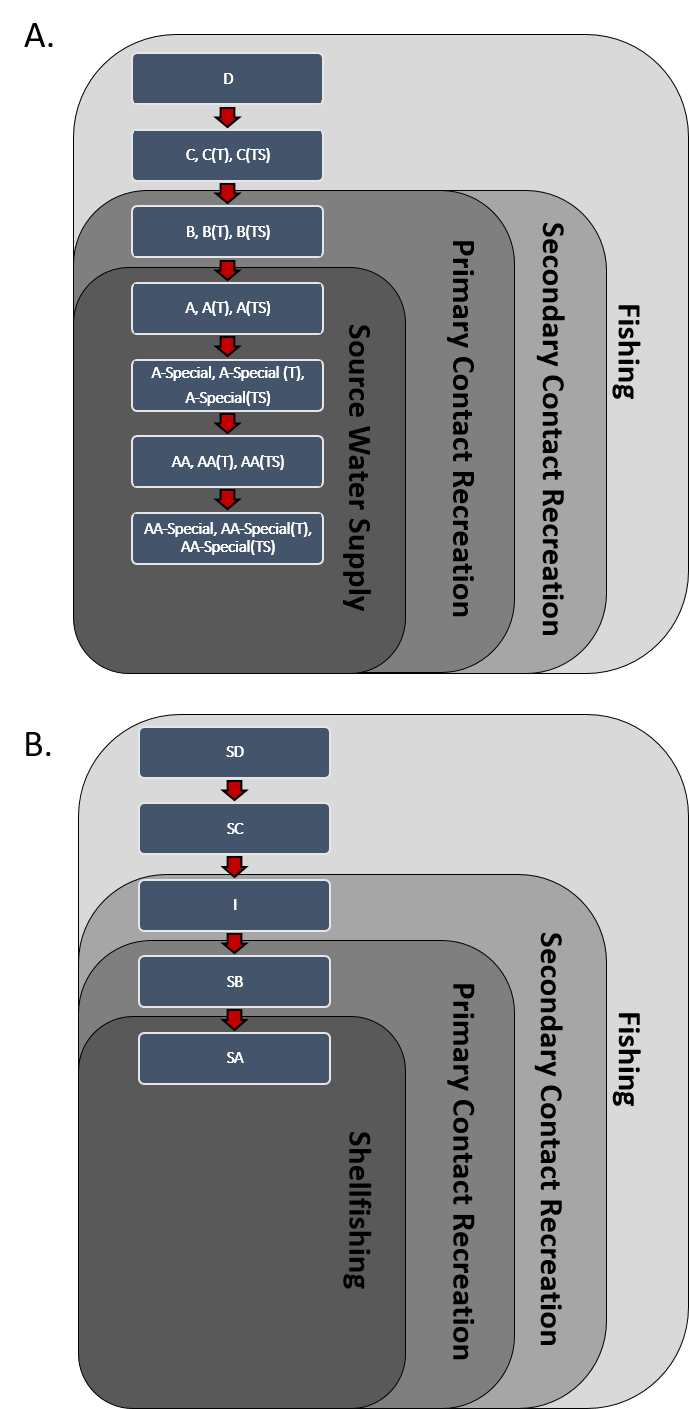 A.
D
C, C(T), C(TS)
B, B(T), B(TS)
A, A(T), A(TS)
A-Special, A-Special (T),
A-Special(TS)
AA, AA(T), AA(TS)
AA-Special, AA-Special(T),
AA-Special(TS)
Source Water Supply
Primary Contact Recreation
Secondary Contact Recreation
Fishing
B.
SD
SC
I
SB
SA
Shellfishing
Primary Contact Recreation
Secondary Contact Recreation
Fishing